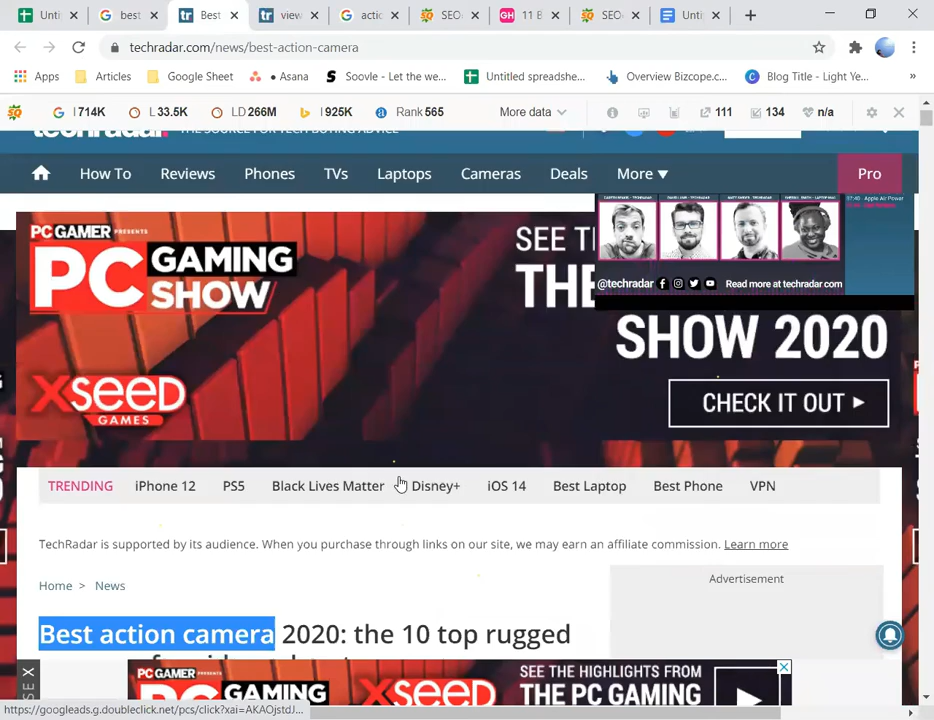 Unti
best
Best
view
actic
SEO
11 B
SEO
Unti
techradar.com/news/best-action-camera
Apps
Articles
Google Sheet
Asana
Soovle - Let the we...
Untitled spreadshe...
Overview Bizcope.c...
Blog Title - Light Ye...
»
I 714K
L 33.5K
LD 266M
I 925K
Rank 565
More data
111
134
n/a
techradar.
THE SOURCE FOR TECH BUYING ADVICE
How To
Reviews
Phones
TVs
Laptops
Cameras
Deals
More ▼
Pro
PC GAMER PRESENTS
PC GAMING SHOW
XSEED GAMES
SEE T
THE
SHOW 2020
CHECK IT OUT ►
@techradar
Read more at techradar.com
TRENDING
iPhone 12
PS5
Black Lives Matter
Disney+
iOS 14
Best Laptop
Best Phone
VPN
TechRadar is supported by its audience. When you purchase through links on our site, we may earn an affiliate commission. Learn more
Home > News
Advertisement
Best action camera 2020: the 10 top rugged
PC GAMER PRESENTS
PC GAMING
XSEED
SEE THE HIGHLIGHTS FROM
THE PC GAMING
https://googleads.g.doubleclick.net/pcs/click?xai=AKAOjstdJ...